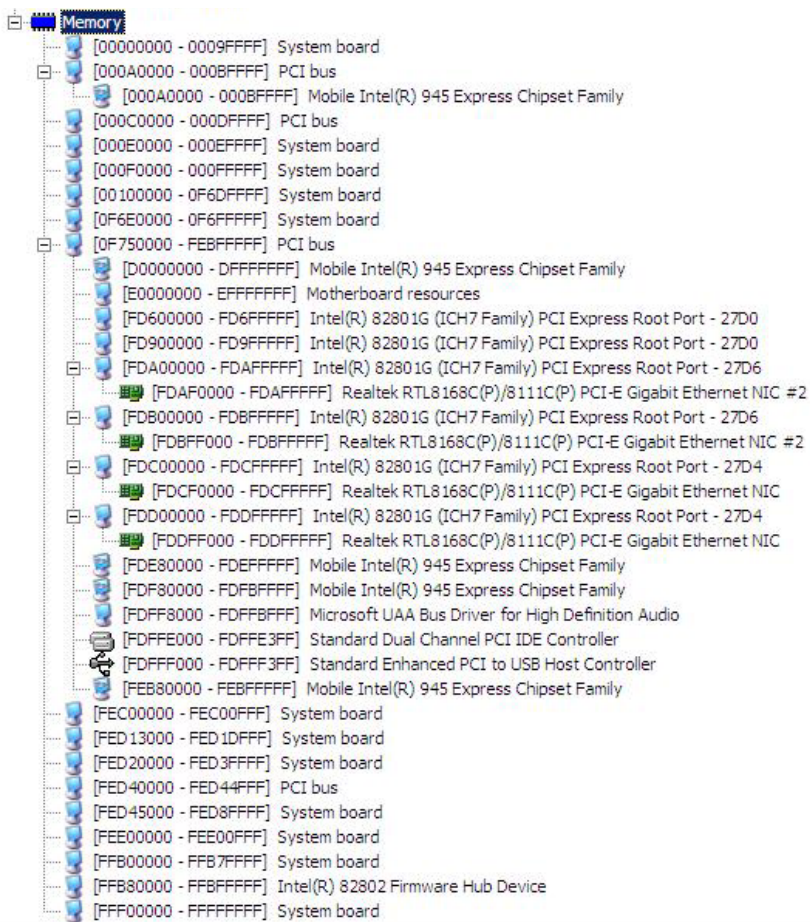 Memory
[00000000 - 0009FFFF] System board
[000A0000 - 000BFFFF] PCI bus
[000A0000 - 000BFFFF] Mobile Intel(R) 945 Express Chipset Family
[000C0000 - 000DFFFF] PCI bus
[000E0000 - 000EFFFF] System board
[000F0000 - 000FFFFF] System board
[00100000 - 0F6DFFFF] System board
[0F6E0000 - 0F6FFFFF] System board
[0F750000 - FEBFFFFF] PCI bus
[D0000000 - DFFFFFFF] Mobile Intel(R) 945 Express Chipset Family
[E0000000 - EFFFFFFF] Motherboard resources
[FD600000 - FD6FFFFF] Intel(R) 82801G (ICH7 Family) PCI Express Root Port - 27D0
[FD900000 - FD9FFFFF] Intel(R) 82801G (ICH7 Family) PCI Express Root Port - 27D0
[FDA00000 - FDAFFFFF] Intel(R) 82801G (ICH7 Family) PCI Express Root Port - 27D6
[FDAF0000 - FDAFFFFF] Realtek RTL8168C(P)/8111C(P) PCI-E Gigabit Ethernet NIC #2
[FDB00000 - FDBFFFFF] Intel(R) 82801G (ICH7 Family) PCI Express Root Port - 27D6
[FDBFF000 - FDBFFFFF] Realtek RTL8168C(P)/8111C(P) PCI-E Gigabit Ethernet NIC #2
[FDC00000 - FDCFFFFF] Intel(R) 82801G (ICH7 Family) PCI Express Root Port - 27D4
[FDCF0000 - FDCFFFFF] Realtek RTL8168C(P)/8111C(P) PCI-E Gigabit Ethernet NIC
[FDD00000 - FDDFFFFF] Intel(R) 82801G (ICH7 Family) PCI Express Root Port - 27D4
[FDDFF000 - FDDFFFFF] Realtek RTL8168C(P)/8111C(P) PCI-E Gigabit Ethernet NIC
[FDE80000 - FDEFFFFF] Mobile Intel(R) 945 Express Chipset Family
[FDF80000 - FDFBFFFF] Mobile Intel(R) 945 Express Chipset Family
[FDFF8000 - FDFFBFFF] Microsoft UAA Bus Driver for High Definition Audio
[FDFFE000 - FDFFE3FF] Standard Dual Channel PCI IDE Controller
[FDFFF000 - FDFFF3FF] Standard Enhanced PCI to USB Host Controller
[FEB80000 - FEBFFFFF] Mobile Intel(R) 945 Express Chipset Family
[FEC00000 - FEC00FFF] System board
[FED13000 - FED1DFFF] System board
[FED20000 - FED3FFFF] System board
[FED40000 - FED44FFF] PCI bus
[FED45000 - FED8FFFF] System board
[FEE00000 - FEE00FFF] System board
[FFB00000 - FFB7FFFF] System board
[FFB80000 - FFBFFFFF] Intel(R) 82802 Firmware Hub Device
[FFF00000 - FFFFFFFF] System board